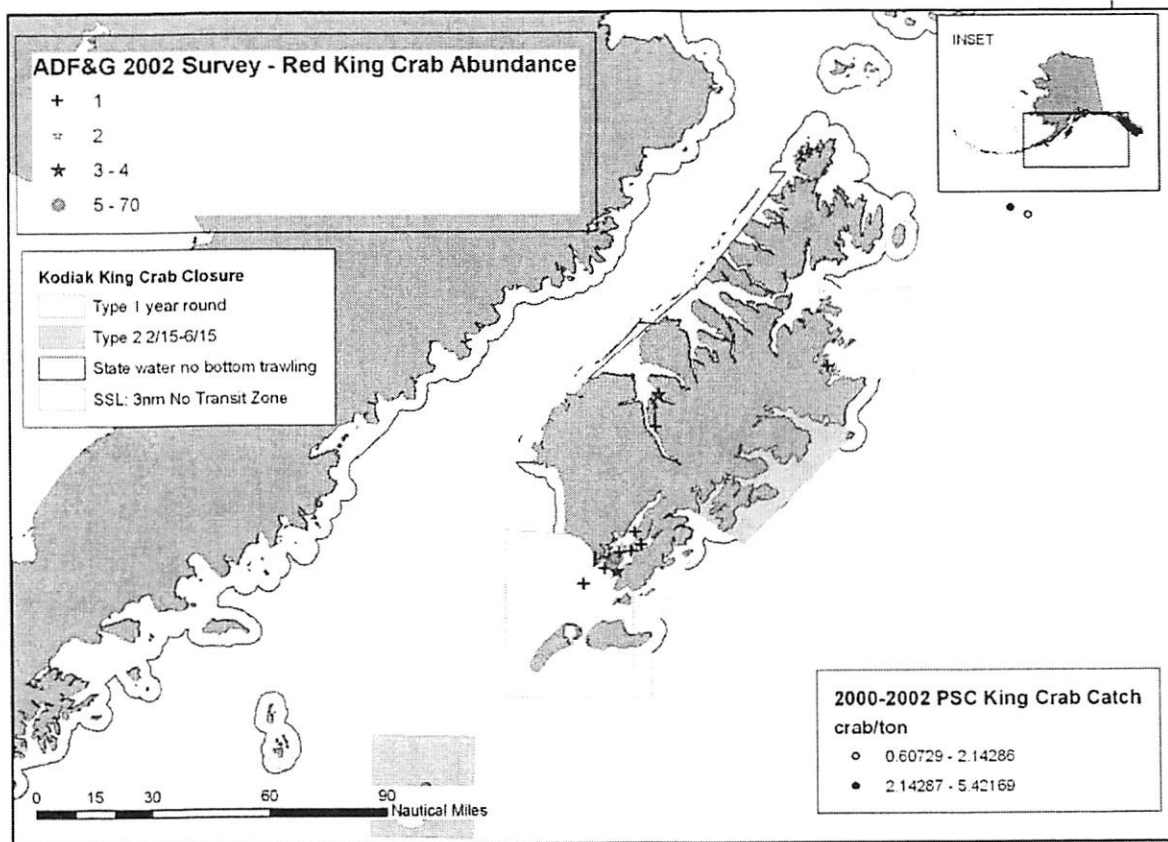 ADF&G 2002 Survey - Red King Crab Abundance
1
2
3 - 4
5 - 70
INSET
Kodiak King Crab Closure
Type 1 year round
Type 2 2/15-6/15
State water no bottom trawling
SSL: 3nm No Transit Zone
2000-2002 PSC King Crab Catch
crab/ton
0.60729 - 2.14286
2.14287 - 5.42169
0 15 30 60 90
Nautical Miles